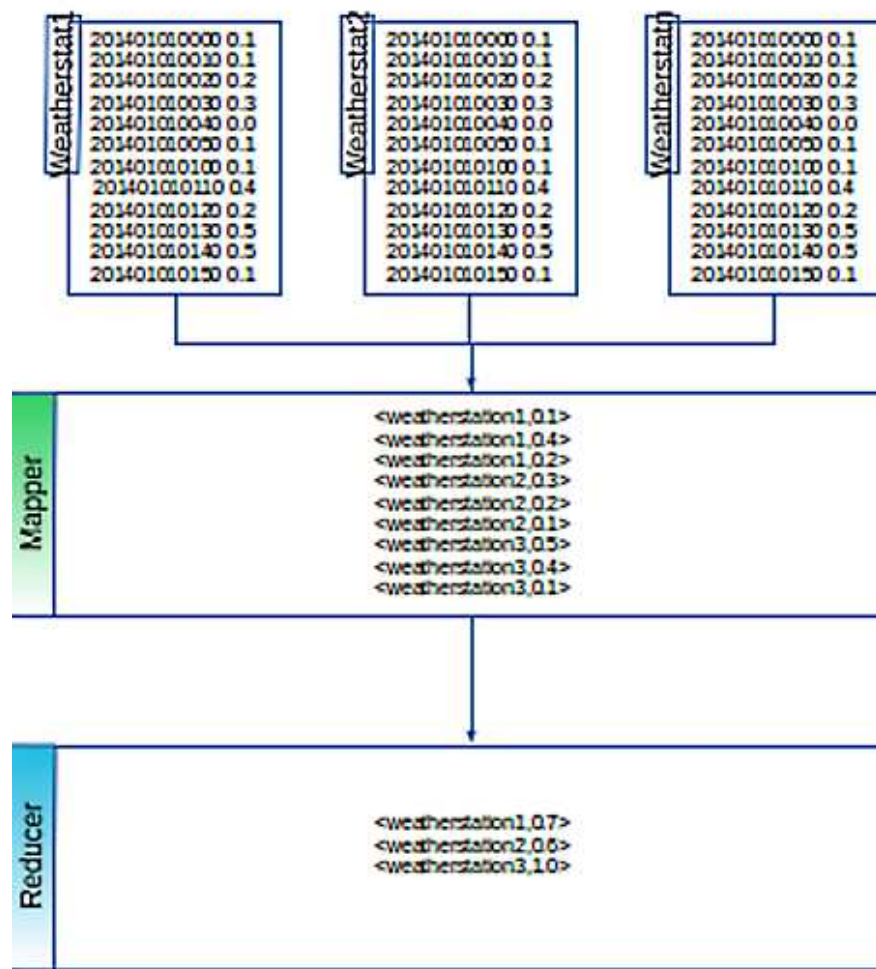 Weatherstat1
201401010000 0.1
201401010010 0.1
201401010020 0.2
201401010030 0.3
201401010040 0.0
201401010050 0.1
201401010100 0.1
201401010110 0.4
201401010120 0.2
201401010130 0.5
201401010140 0.5
201401010150 0.1
Weatherstat2
201401010000 0.1
201401010010 0.1
201401010020 0.2
201401010030 0.3
201401010040 0.0
201401010050 0.1
201401010100 0.1
201401010110 0.4
201401010120 0.2
201401010130 0.5
201401010140 0.5
201401010150 0.1
Weatherstatn
201401010000 0.1
201401010010 0.1
201401010020 0.2
201401010030 0.3
201401010040 0.0
201401010050 0.1
201401010100 0.1
201401010110 0.4
201401010120 0.2
201401010130 0.5
201401010140 0.5
201401010150 0.1
Mapper
<weatherstation1,0.1>
<weatherstation1,0.4>
<weatherstation1,0.2>
<weatherstation2,0.3>
<weatherstation2,0.2>
<weatherstation2,0.1>
<weatherstation3,0.5>
<weatherstation3,0.4>
<weatherstation3,0.1>
Reducer
<weatherstation1,0.7>
<weatherstation2,0.6>
<weatherstation3,1.0>